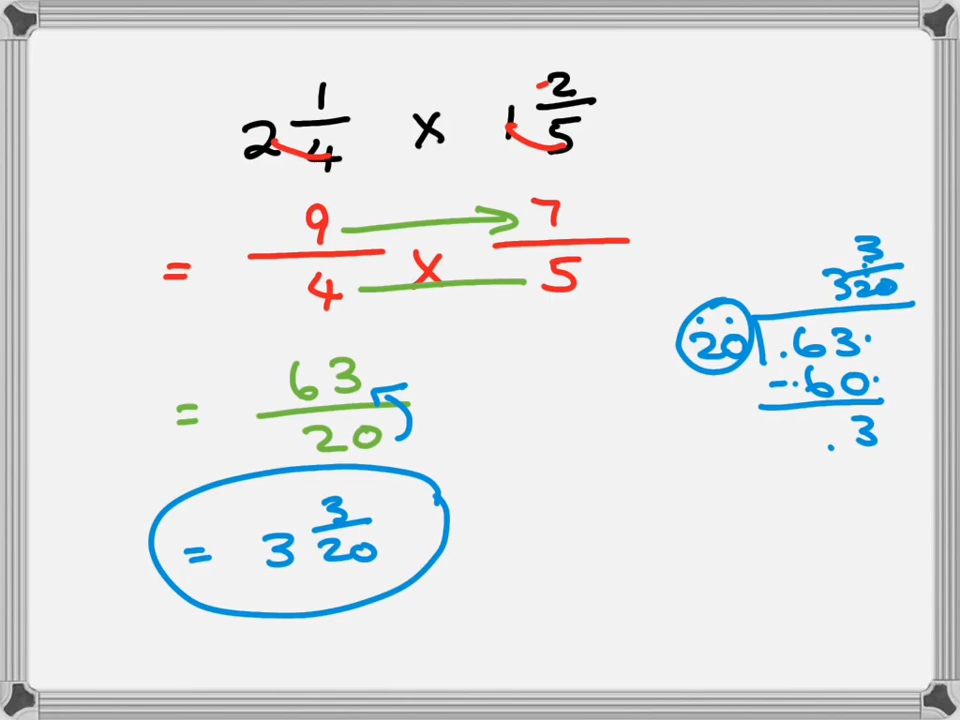 2 1/4 x 1 2/5
= 9/4 x 7/5
= 63/20
= 3 3/20
3 3/20
20 63
- 60
3